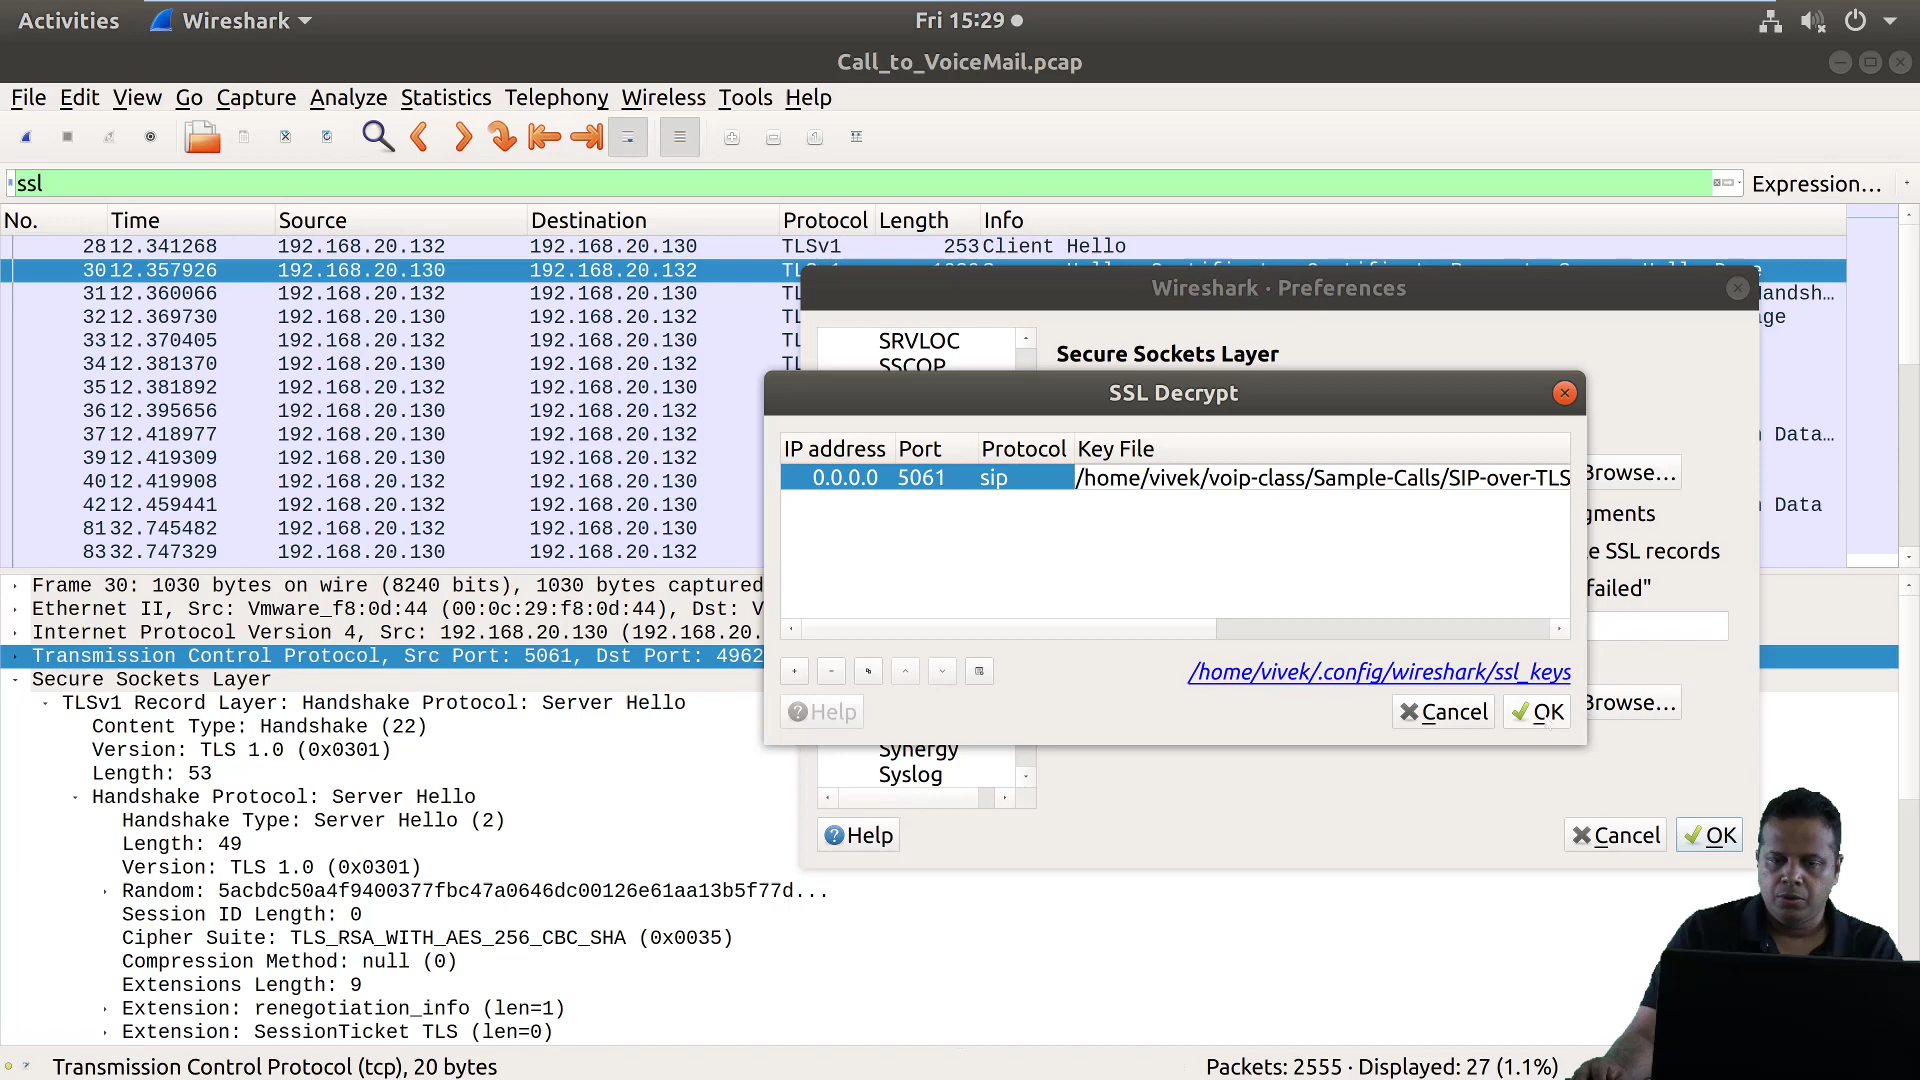 Activities Wireshark Fri 15:29
Call_to_VoiceMail.pcap
File Edit View Go Capture Analyze Statistics Telephony Wireless Tools Help
ssl Expression...
No. Time Source Destination Protocol Length Info
28 12.341268 192.168.20.132 192.168.20.130 TLSv1 253 Client Hello
30 12.357926 192.168.20.130 192.168.20.132
31 12.360066 192.168.20.132 192.168.20.130 Handsh...
32 12.369730 192.168.20.130 192.168.20.132
33 12.370405 192.168.20.132 192.168.20.130
34 12.381370 192.168.20.130 192.168.20.132
35 12.381892 192.168.20.132 192.168.20.130
36 12.395656 192.168.20.130 192.168.20.132
37 12.418977 192.168.20.130 192.168.20.132 Data...
39 12.419309 192.168.20.132 192.168.20.130
40 12.419908 192.168.20.130 192.168.20.132
42 12.459441 192.168.20.132 192.168.20.130 Data
81 32.745482 192.168.20.132 192.168.20.130
83 32.747329 192.168.20.130 192.168.20.132
Wireshark · Preferences
SRVLOC
SSCOP
Secure Sockets Layer
Browse...
gments
e SSL records
failed"
Browse...
Synergy
Syslog
Help Cancel OK
SSL Decrypt
IP address Port Protocol Key File
0.0.0.0 5061 sip /home/vivek/voip-class/Sample-Calls/SIP-over-TLS
/home/vivek/.config/wireshark/ssl_keys
Help Cancel OK
Frame 30: 1030 bytes on wire (8240 bits), 1030 bytes captured
Ethernet II, Src: Vmware_f8:0d:44 (00:0c:29:f8:0d:44), Dst: V
Internet Protocol Version 4, Src: 192.168.20.130 (192.168.20.
Transmission Control Protocol, Src Port: 5061, Dst Port: 4962
Secure Sockets Layer
TLSv1 Record Layer: Handshake Protocol: Server Hello
Content Type: Handshake (22)
Version: TLS 1.0 (0x0301)
Length: 53
Handshake Protocol: Server Hello
Handshake Type: Server Hello (2)
Length: 49
Version: TLS 1.0 (0x0301)
Random: 5acbdc50a4f9400377fbc47a0646dc00126e61aa13b5f77d...
Session ID Length: 0
Cipher Suite: TLS_RSA_WITH_AES_256_CBC_SHA (0x0035)
Compression Method: null (0)
Extensions Length: 9
Extension: renegotiation_info (len=1)
Extension: SessionTicket TLS (len=0)
Transmission Control Protocol (tcp), 20 bytes Packets: 2555 · Displayed: 27 (1.1%)